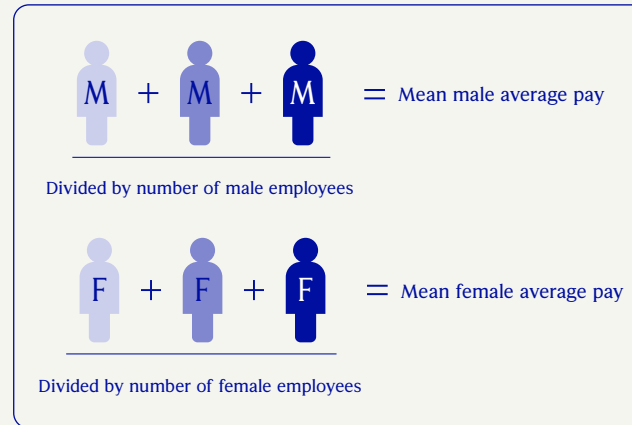 M + M + M = Mean male average pay
Divided by number of male employees
F + F + F = Mean female average pay
Divided by number of female employees